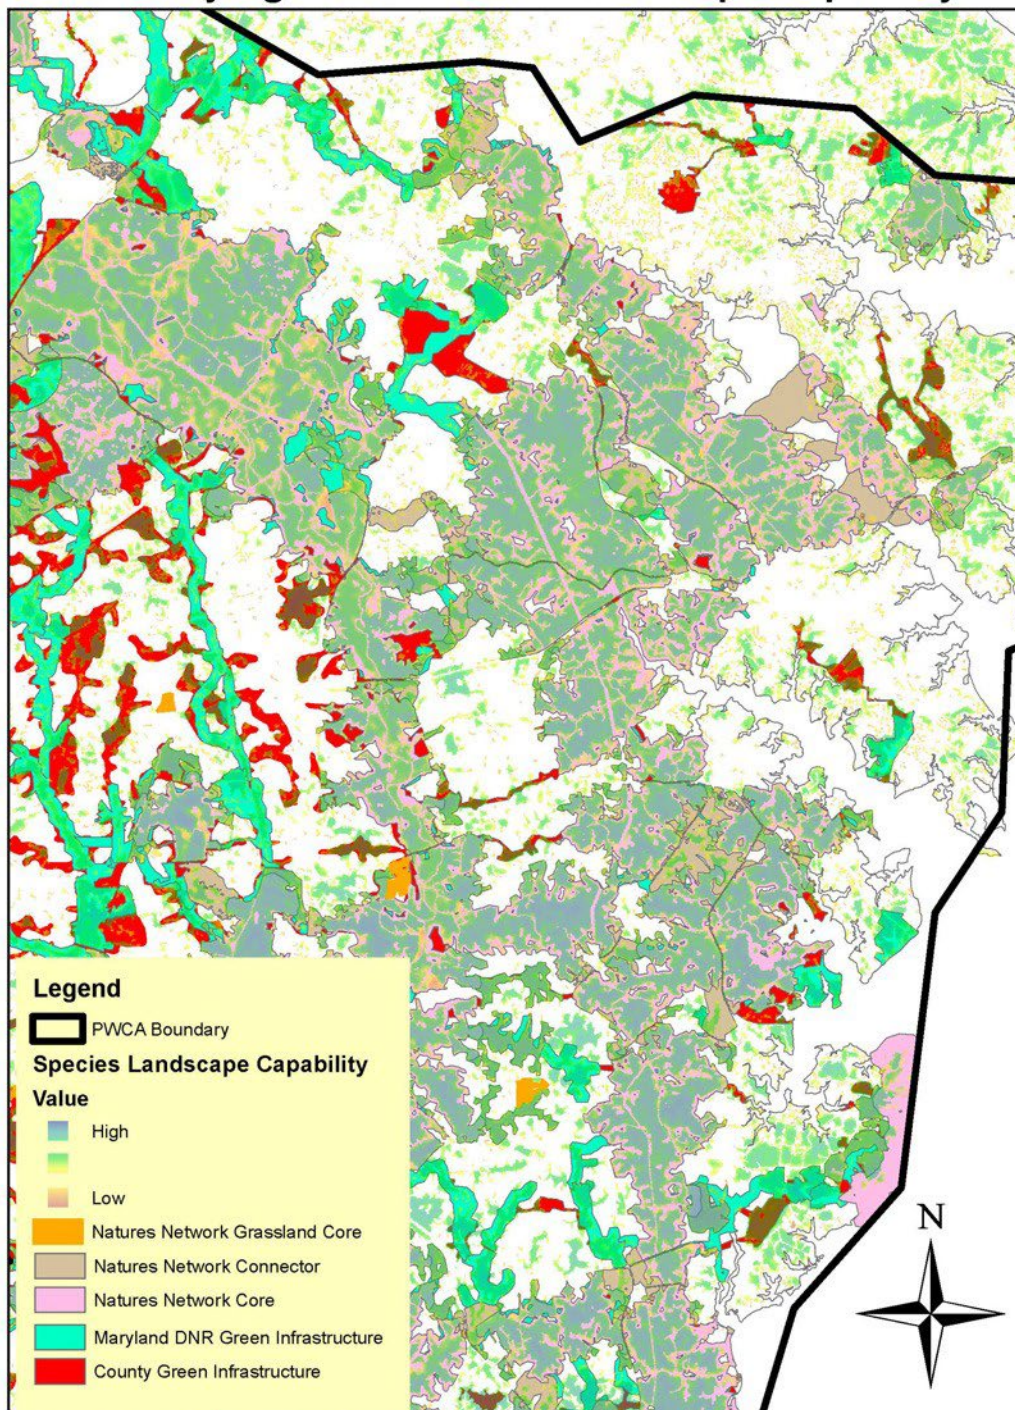 Legend
PWCA Boundary
Species Landscape Capability
Value
High
Low
Natures Network Grassland Core
Natures Network Connector
Natures Network Core
Maryland DNR Green Infrastructure
County Green Infrastructure
N